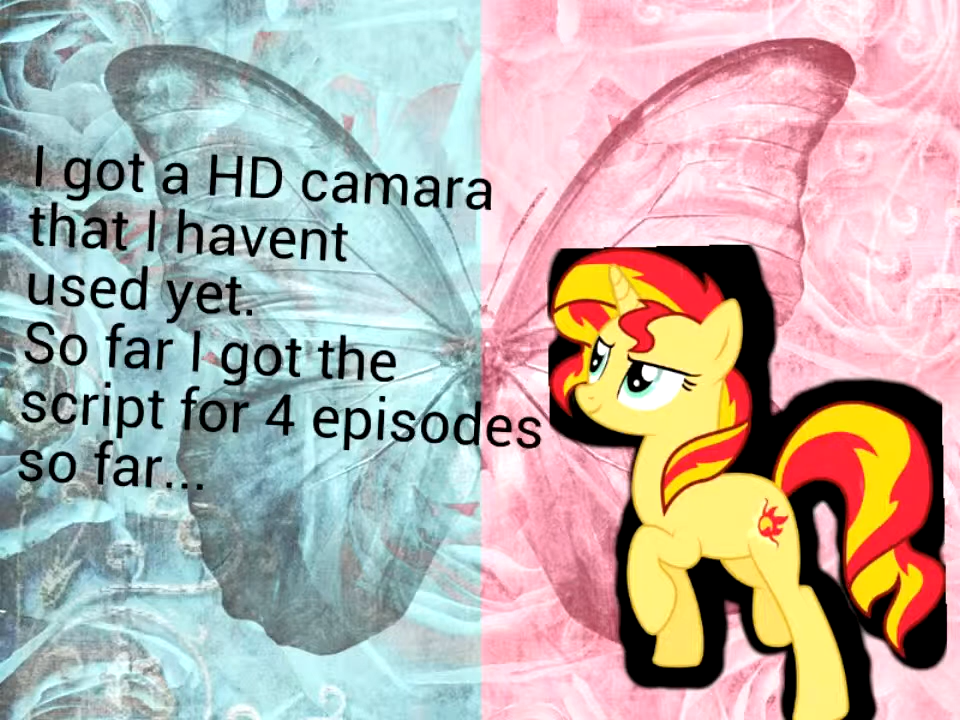 I got a HD camara
that I havent
used yet.
So far I got the
script for 4 episodes
so far...